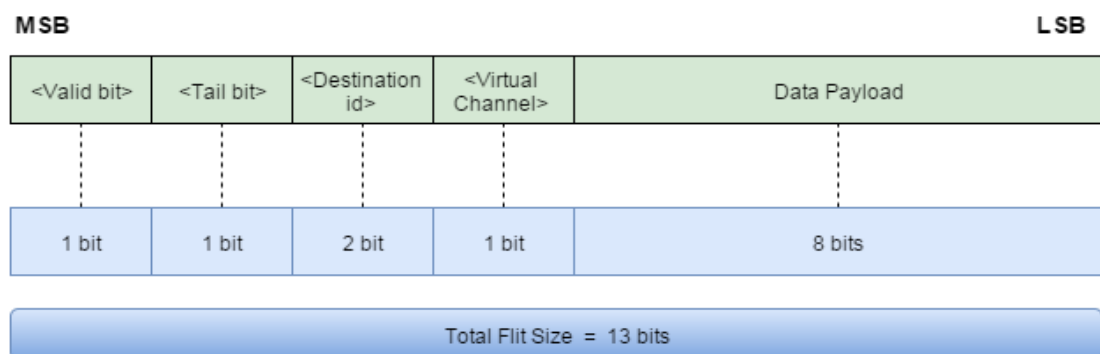 MSB
LSB
<Valid bit>
<Tail bit>
<Destination
id>
<Virtual
Channel>
Data Payload
1 bit
1 bit
2 bit
1 bit
8 bits
Total Flit Size = 13 bits